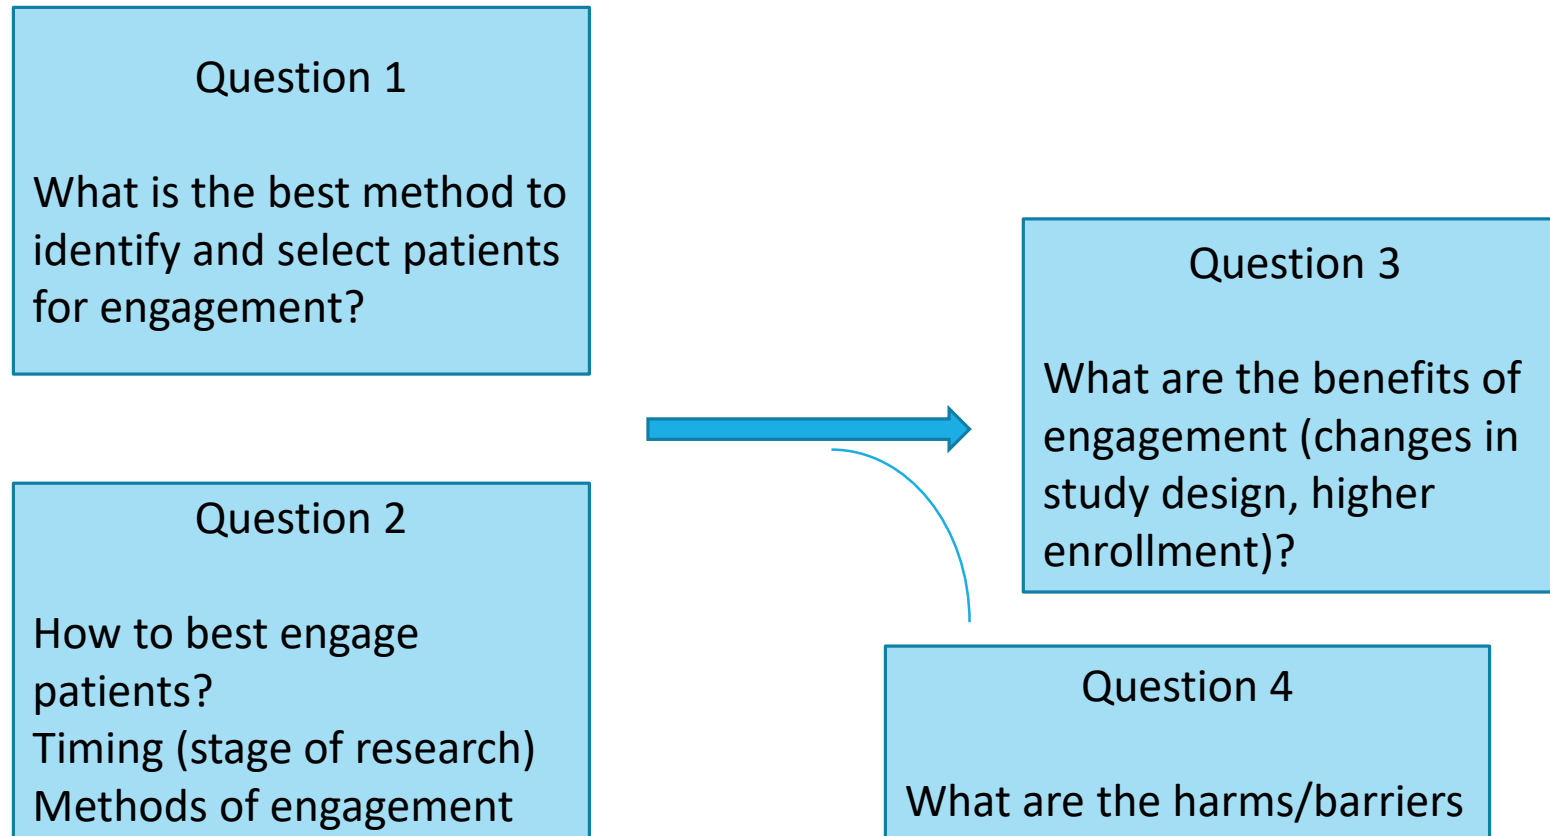 Question 1
What is the best method to
identify and select patients
for engagement?
Question 2
How to best engage
patients?
Timing (stage of research)
Methods of engagement
Question 3
What are the benefits of
engagement (changes in
study design, higher
enrollment)?
Question 4
What are the harms/barriers